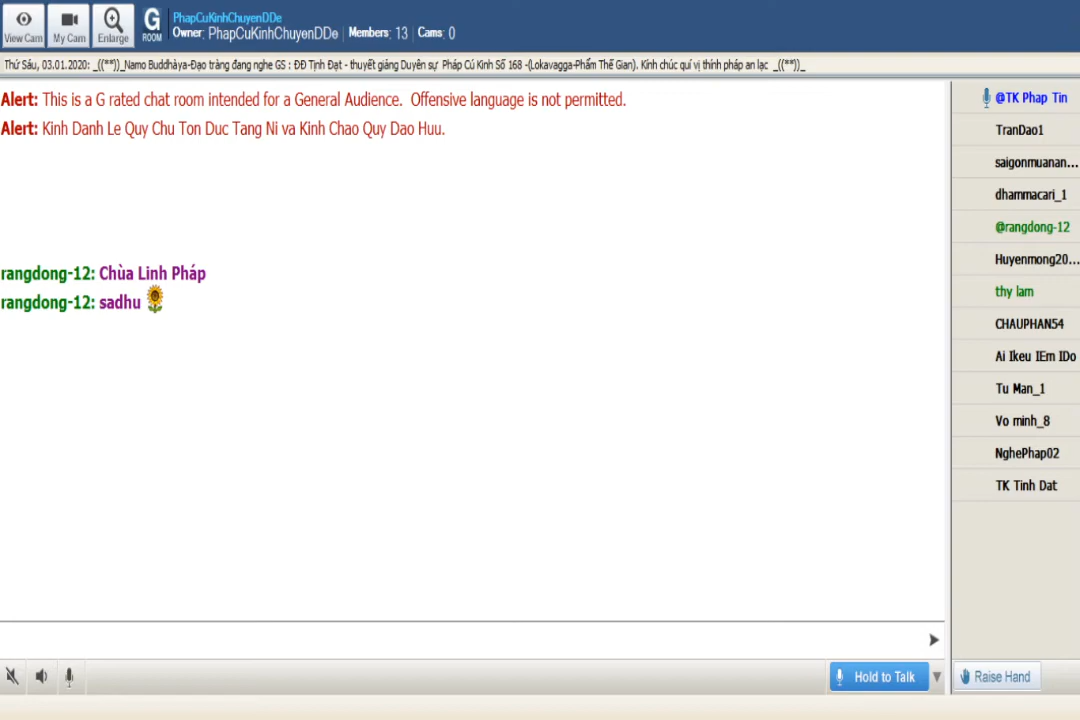 View Cam
My Cam
Enlarge
G
ROOM
PhapCuKinhChuyenDDe
Owner: PhapCuKinhChuyenDDe | Members: 13 | Cams: 0
Thứ Sáu, 03.01.2020: _((**))_Namo Buddhàya-Đạo tràng đang nghe GS : ĐĐ Tịnh Đạt - thuyết giảng Duyên sự Pháp Cú Kinh Số 168 -(Lokavagga-Phẩm Thế Gian). Kính chúc quí vị thính pháp an lạc _((**))_
Alert: This is a G rated chat room intended for a General Audience. Offensive language is not permitted.
Alert: Kinh Danh Le Quy Chu Ton Duc Tang Ni va Kinh Chao Quy Dao Huu.
rangdong-12: Chùa Linh Pháp
rangdong-12: sadhu
@TK Phap Tin
TranDao1
saigonmuanan...
dhammacari_1
@rangdong-12
Huyenmong20...
thy lam
CHAUPHAN54
Ai Ikeu IEm IDo
Tu Man_1
Vo minh_8
NghePhap02
TK Tinh Dat
Hold to Talk
Raise Hand